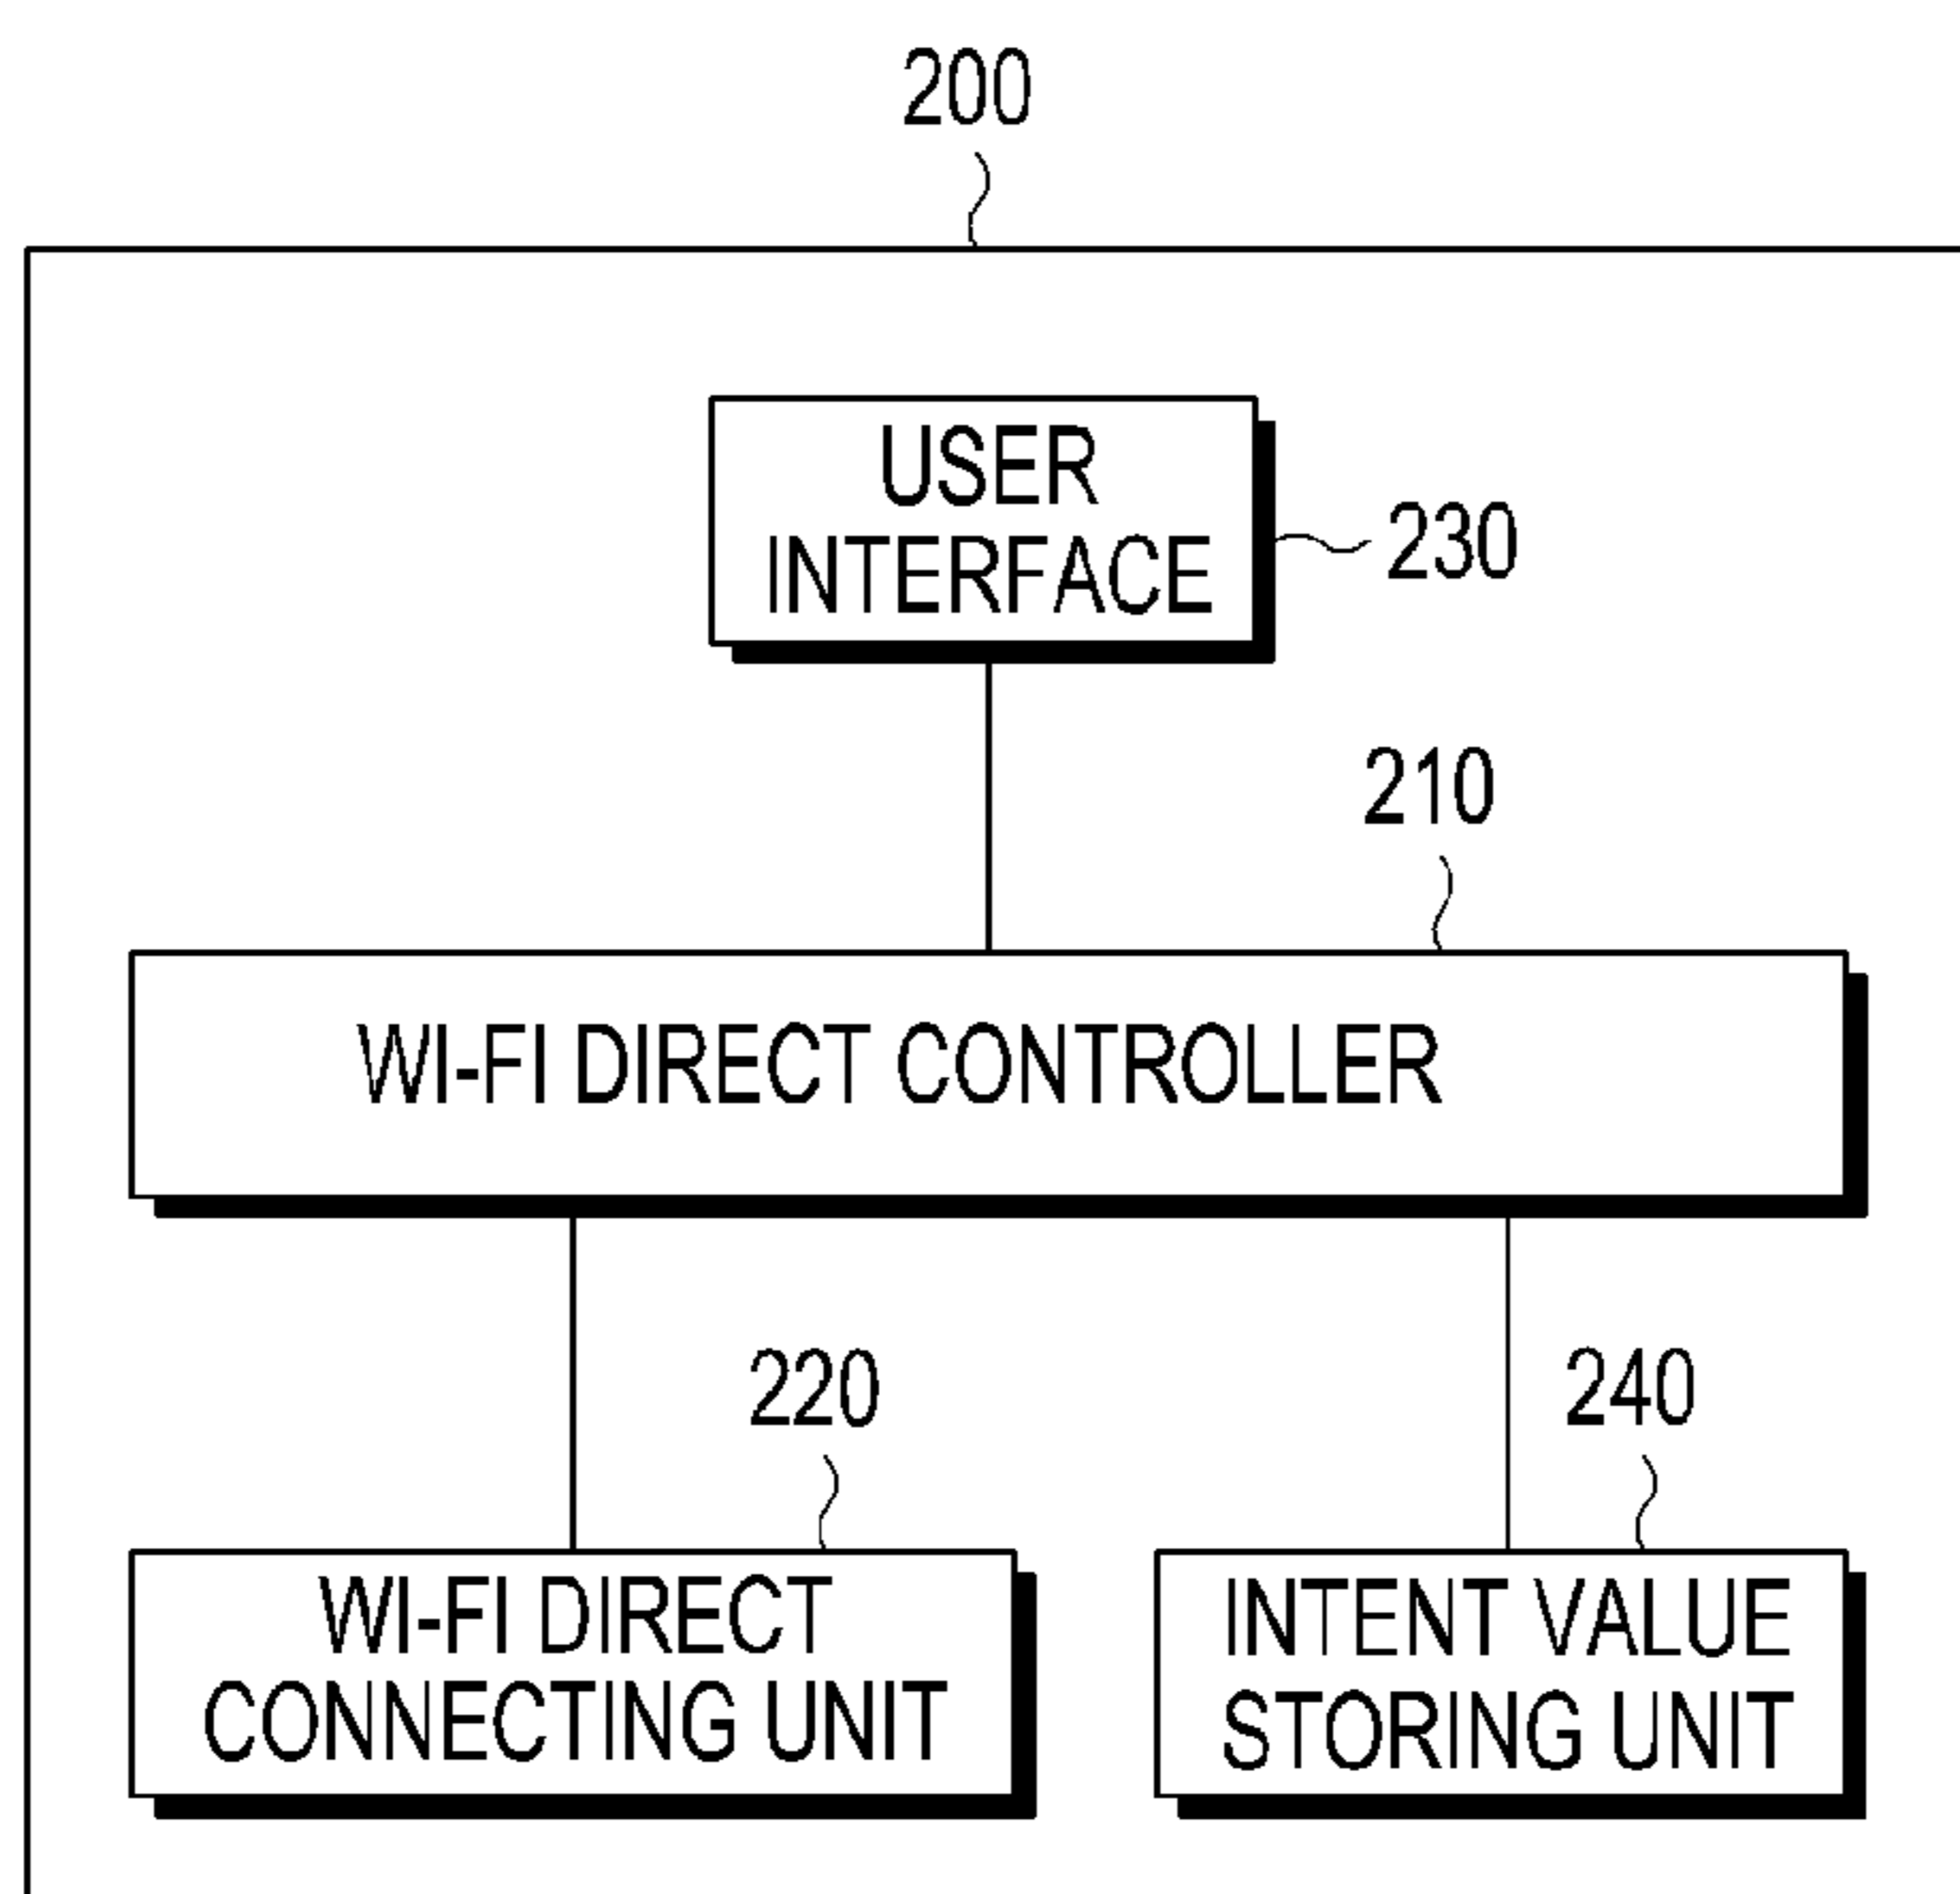 200
USER
INTERFACE
230
210
WI-FI DIRECT CONTROLLER
220
240
WI-FI DIRECT
CONNECTING UNIT
INTENT VALUE
STORING UNIT